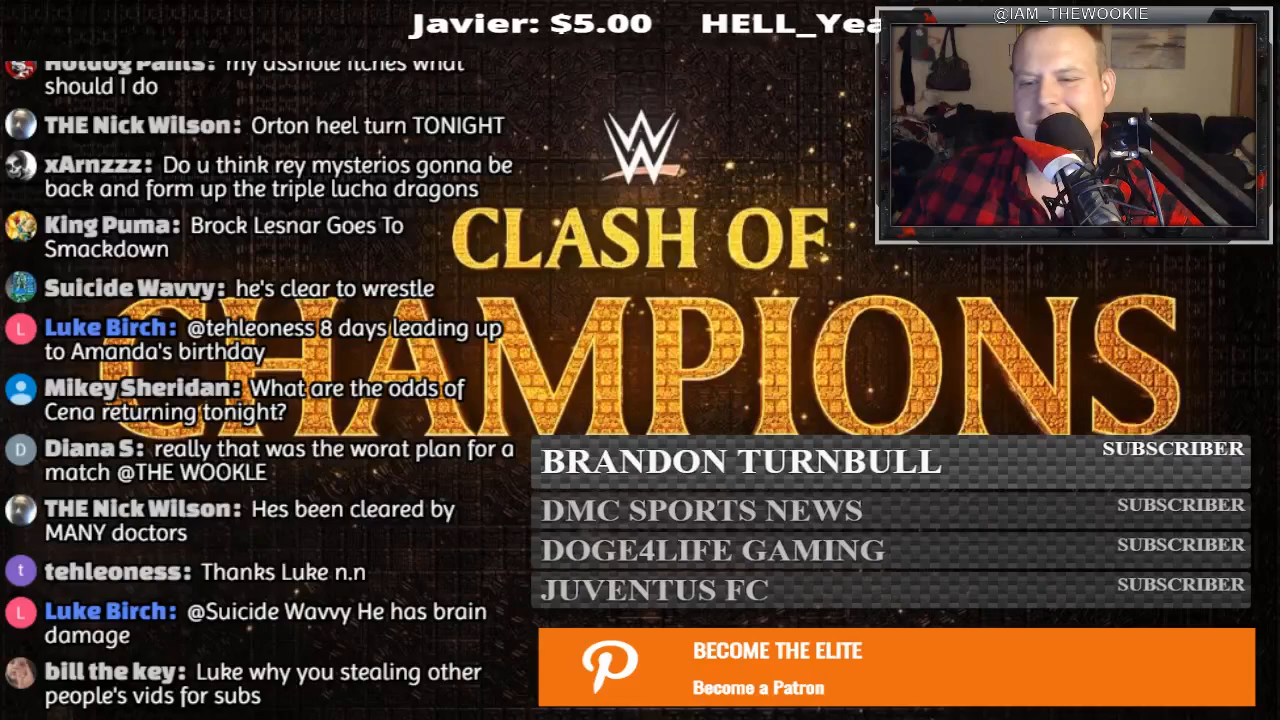 Javier: $5.00 HELL_Yea
@IAM_THEWOOKIE
Hotdog Pants: my asshole itches what
should I do
THE Nick Wilson: Orton heel turn TONIGHT
xArnzzz: Do u think rey mysterios gonna be
back and form up the triple lucha dragons
King Puma: Brock Lesnar Goes To
Smackdown
Suicide Wavvy: he's clear to wrestle
Luke Birch: @tehleoness 8 days leading up
to Amanda's birthday
Mikey Sheridan: What are the odds of
Cena returning tonight?
Diana S: really that was the worat plan for a
match @THE WOOKLE
THE Nick Wilson: Hes been cleared by
MANY doctors
tehleoness: Thanks Luke n.n
Luke Birch: @Suicide Wavvy He has brain
damage
bill the key: Luke why you stealing other
people's vids for subs
W
CLASH OF
CHAMPIONS
BRANDON TURNBULL SUBSCRIBER
DMC SPORTS NEWS SUBSCRIBER
DOGE4LIFE GAMING SUBSCRIBER
JUVENTUS FC SUBSCRIBER
BECOME THE ELITE
Become a Patron